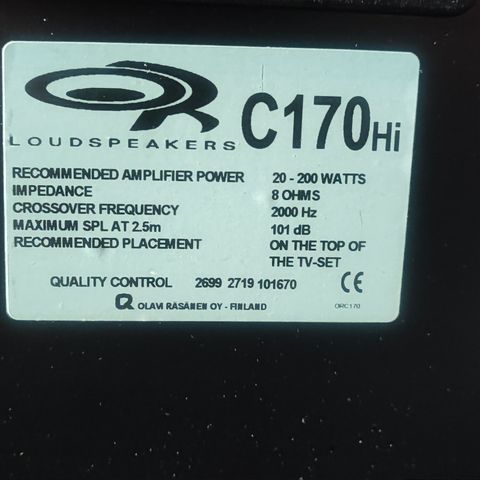 OR
LOUDSPEAKERS
C170Hi
RECOMMENDED AMPLIFIER POWER 20 - 200 WATTS
IMPEDANCE 8 OHMS
CROSSOVER FREQUENCY 2000 Hz
MAXIMUM SPL AT 2.5m 101 dB
RECOMMENDED PLACEMENT ON THE TOP OF
THE TV-SET
QUALITY CONTROL 2699 2719 101670 CE
OLAVI RÄSÄNEN OY - FINLAND
ORC170